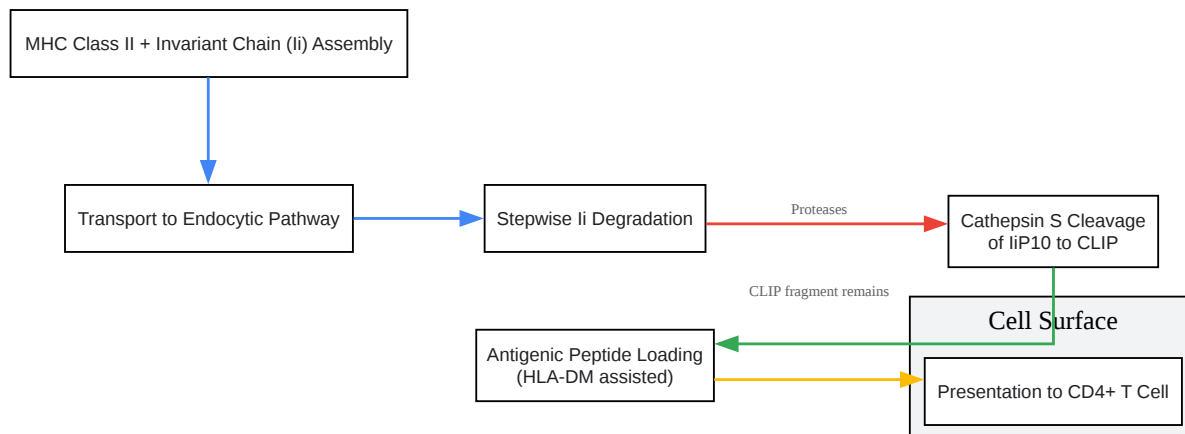 MHC Class II + Invariant Chain (Ii) Assembly
Transport to Endocytic Pathway
Stepwise Ii Degradation
Proteases
Cathepsin S Cleavage
of IiP10 to CLIP
CLIP fragment remains
Cell Surface
Antigenic Peptide Loading
(HLA-DM assisted)
Presentation to CD4+ T Cell